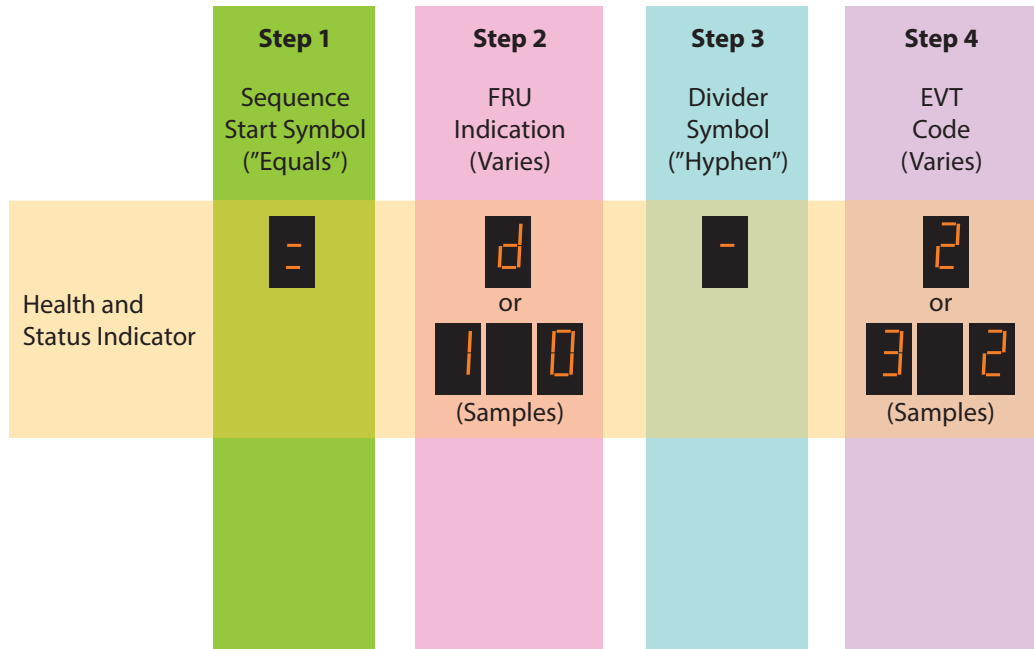 Step 1
Sequence
Start Symbol
("Equals")
Step 2
FRU
Indication
(Varies)
Step 3
Divider
Symbol
("Hyphen")
Step 4
EVT
Code
(Varies)
Health and
Status Indicator
=
d
or
1 0
(Samples)
-
2
or
3 2
(Samples)